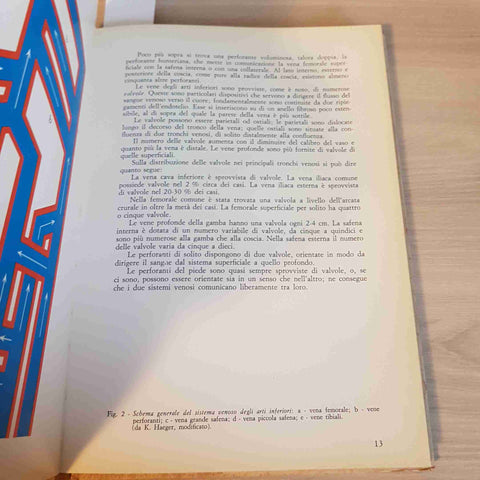 Poco più sopra si trova una perforante voluminosa, talora doppia, la
perforante hunteriana, che mette in comunicazione la vena femorale super-
ficiale con la safena interna o con una collaterale. Al lato interno, esterno e
posteriore della coscia, come pure alla radice della coscia, esistono almeno
cinquanta altre perforanti.
Le vene degli arti inferiori sono provviste, come è noto, di numerose
valvole. Queste sono particolari dispositivi che servono a dirigere il flusso del
sangue venoso verso il cuore, fondamentalmente sono costituite da due ripie-
gamenti dell'endotelio. Esse si inseriscono su di un anello fibroso poco esten-
sibile, al di sopra del quale la parete della vena è più sottile.
Le valvole possono essere parietali od ostiali; le parietali sono dislocate
lungo il decorso del tronco della vena; quelle ostiali sono situate alla con-
fluenza di due tronchi, di solito distalmente alla confluenza.
Il numero delle valvole aumenta con il diminuire del calibro del vaso e
quanto più la vena è distale. Le vene profonde sono più fornite di valvole di
quelle superficiali.
Sulla distribuzione delle valvole nei principali tronchi venosi si può dire
quanto segue:
La vena cava inferiore è sprovvista di valvole. La vena iliaca comune
possiede valvole nel 2 % circa dei casi. La vena iliaca esterna è sprovvista
di valvole nel 20-30 % dei casi.
Nella femorale comune è stata trovata una valvola a livello dell'arcata
crurale in oltre la metà dei casi. La femorale superficiale per solito ha quattro
o cinque valvole.
Le vene profonde della gamba hanno una valvola ogni 2-4 cm. La safena
interna è dotata di un numero variabile di valvole, da cinque a quindici e
sono più numerose alla gamba che alla coscia. Nella safena esterna il numero
delle valvole varia da cinque a dieci.
Le perforanti di solito dispongono di due valvole, orientate in modo da
dirigere il sangue dal sistema superficiale a quello profondo.
Le perforanti del piede sono quasi sempre sprovviste di valvole, o, se
ci sono, possono essere orientate sia in un senso che nell'altro; ne consegue
che i due sistemi venosi comunicano liberamente tra loro.
Fig. 2 - Schema generale del sistema venoso degli arti inferiori: a - vena femorale; b - vene
perforanti; c - vena grande safena; d - vena piccola safena; e - vene tibiali.
(da K. Haeger, modificato).
13